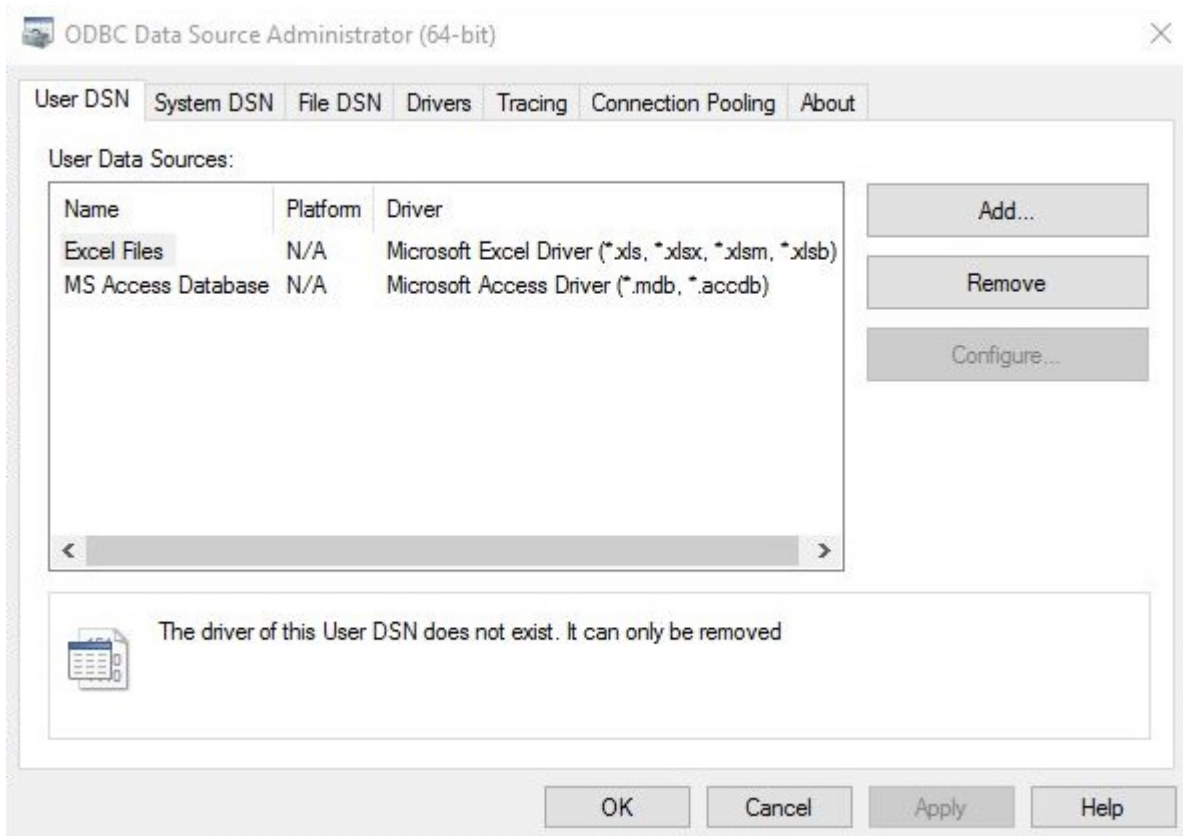 ODBC Data Source Administrator (64-bit)
User DSN System DSN File DSN Drivers Tracing Connection Pooling About
User Data Sources:
Name Platform Driver
Excel Files N/A Microsoft Excel Driver (*.xls, *.xlsx, *.xlsm, *.xlsb)
MS Access Database N/A Microsoft Access Driver (*.mdb, *.accdb)
Add...
Remove
Configure...
The driver of this User DSN does not exist. It can only be removed
OK Cancel Apply Help